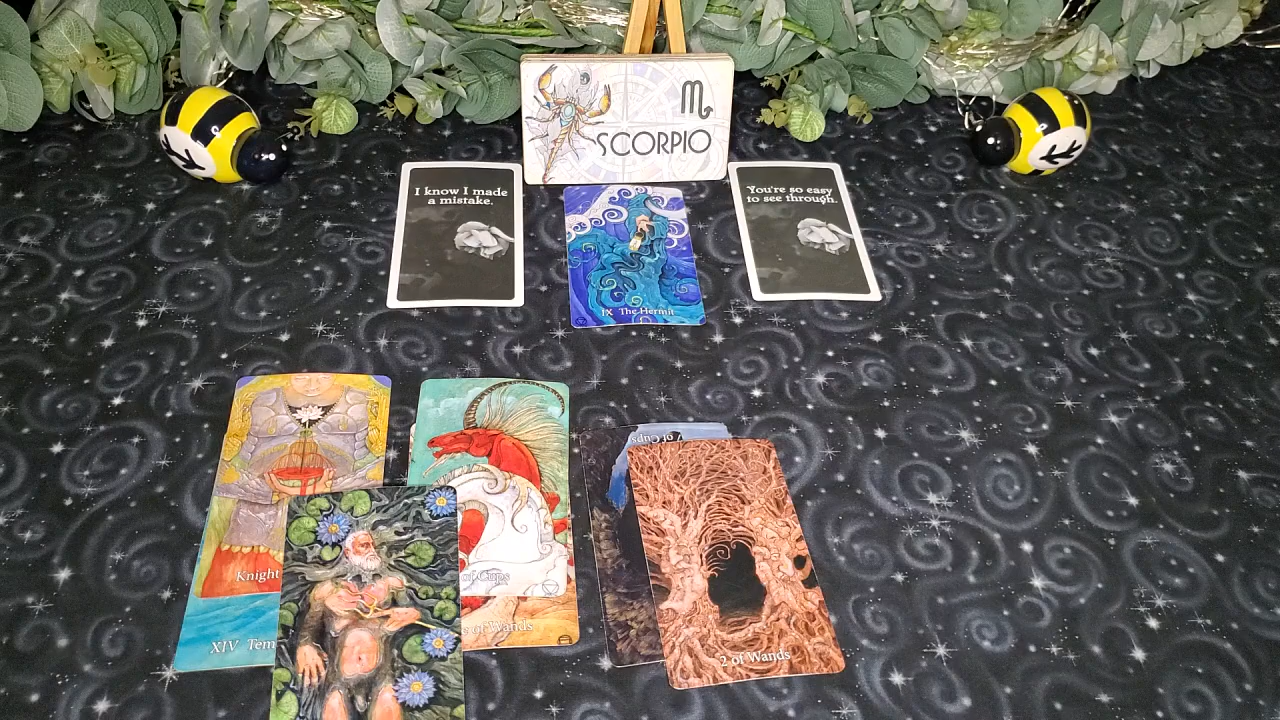 SCORPIO
I know I made
a mistake.
You're so easy
to see through.
IX The Hermit
of Cups
Knight
of Cups
of Wands
XIV Tem
2 of Wands